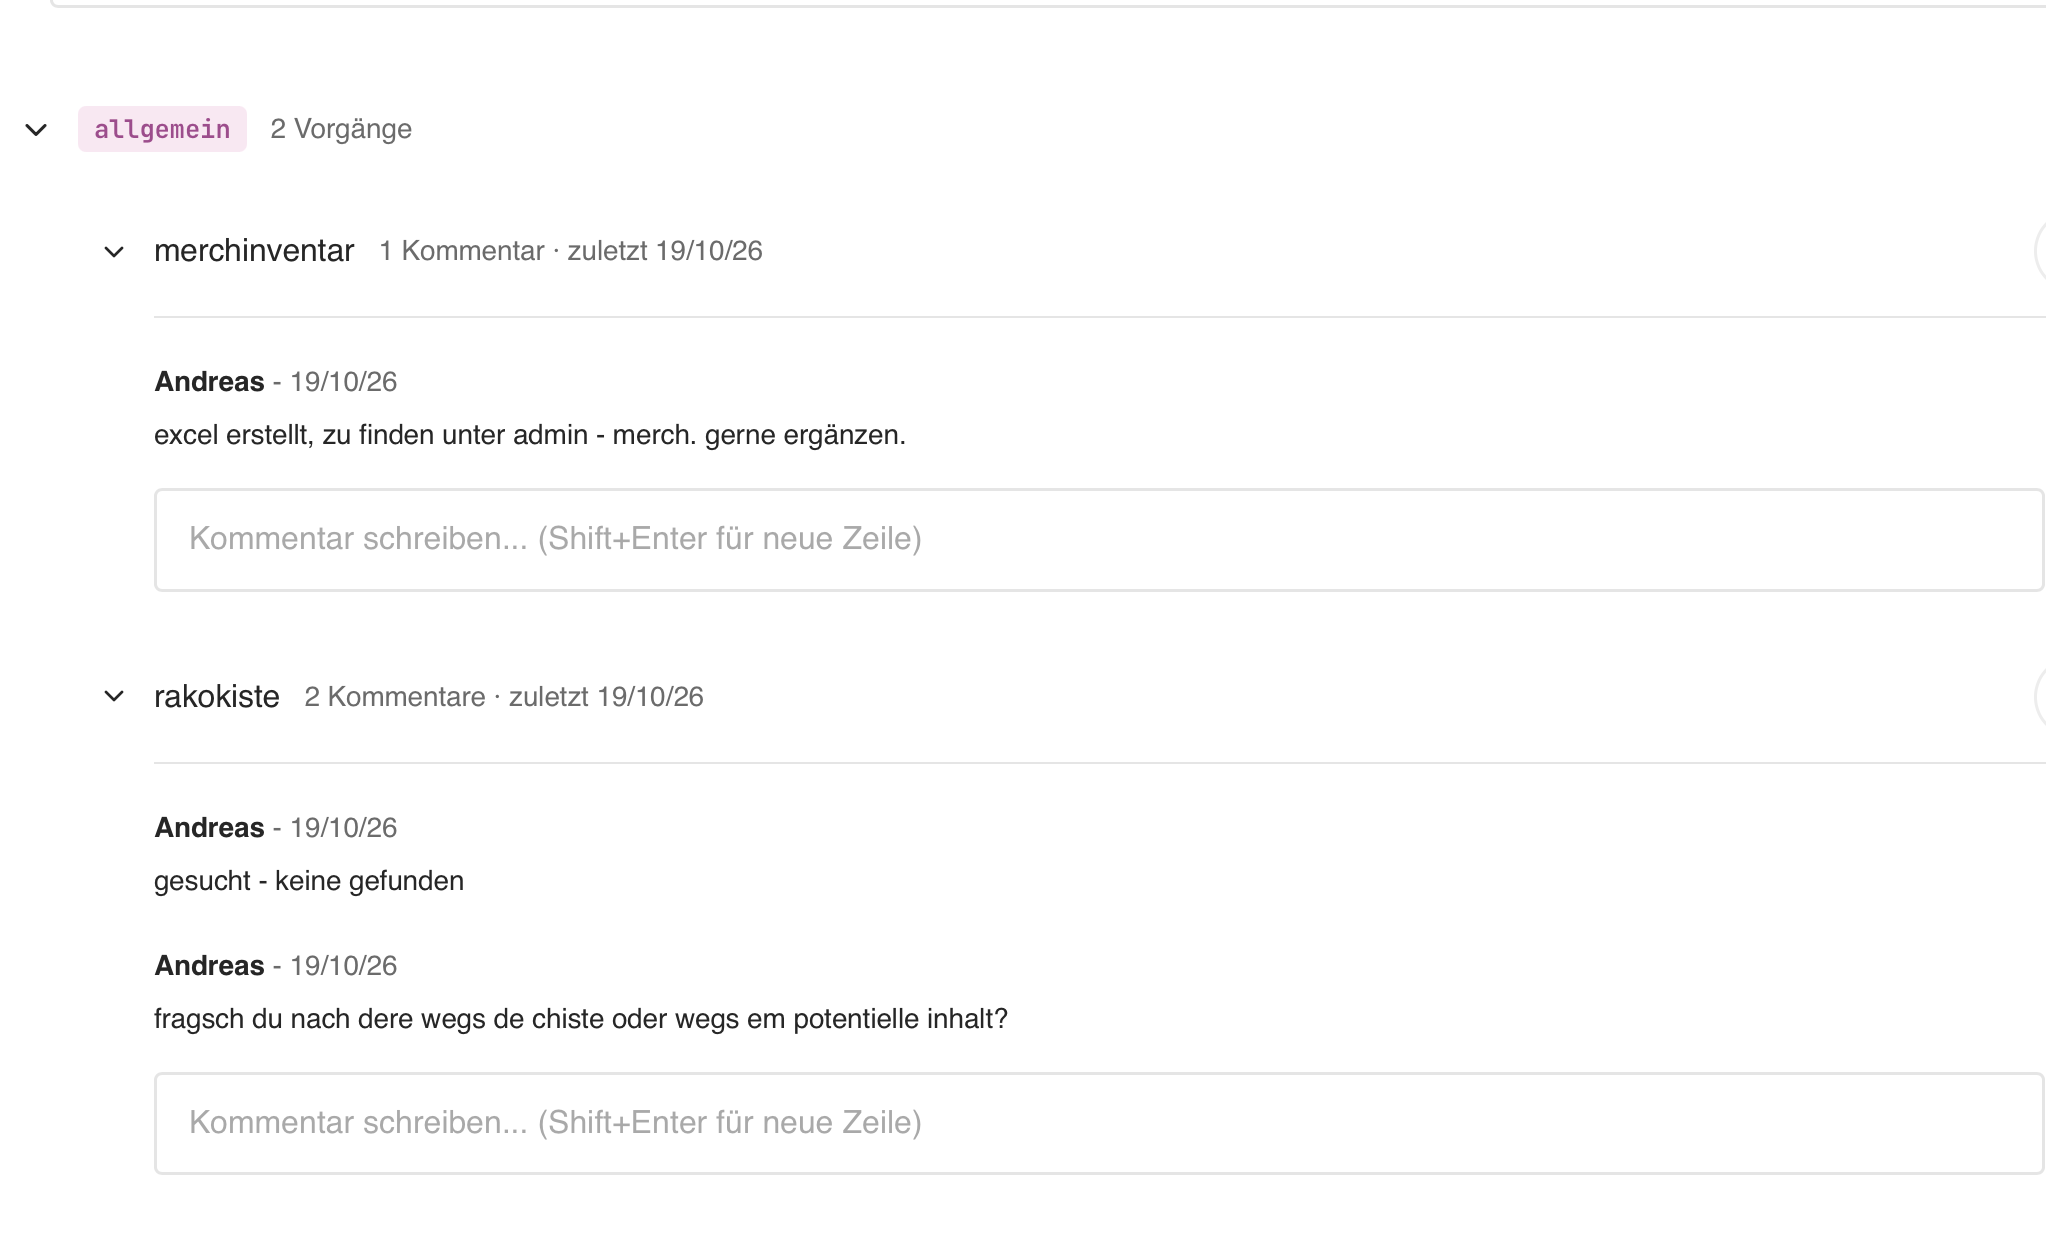 allgemein 2 Vorgänge
merchinventar 1 Kommentar · zuletzt 19/10/26
Andreas - 19/10/26
excel erstellt, zu finden unter admin - merch. gerne ergänzen.
Kommentar schreiben... (Shift+Enter für neue Zeile)
rakokiste 2 Kommentare · zuletzt 19/10/26
Andreas - 19/10/26
gesucht - keine gefunden
Andreas - 19/10/26
fragsch du nach dere wegs de chiste oder wegs em potentielle inhalt?
Kommentar schreiben... (Shift+Enter für neue Zeile)